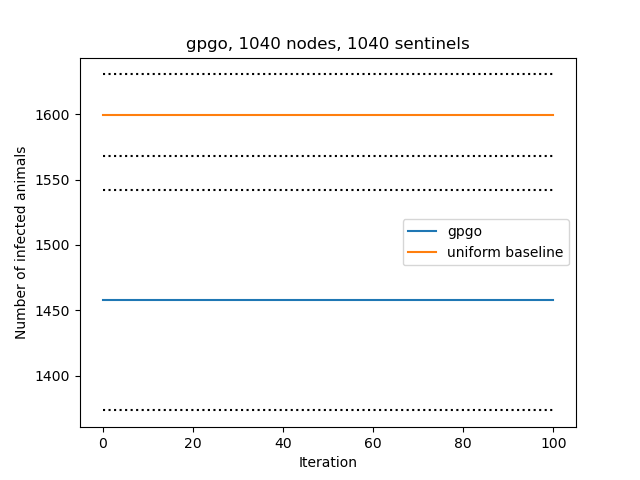 gpgo, 1040 nodes, 1040 sentinels
Number of infected animals
1600
1550
1500
1450
1400
gpgo
uniform baseline
0 20 40 60 80 100
Iteration